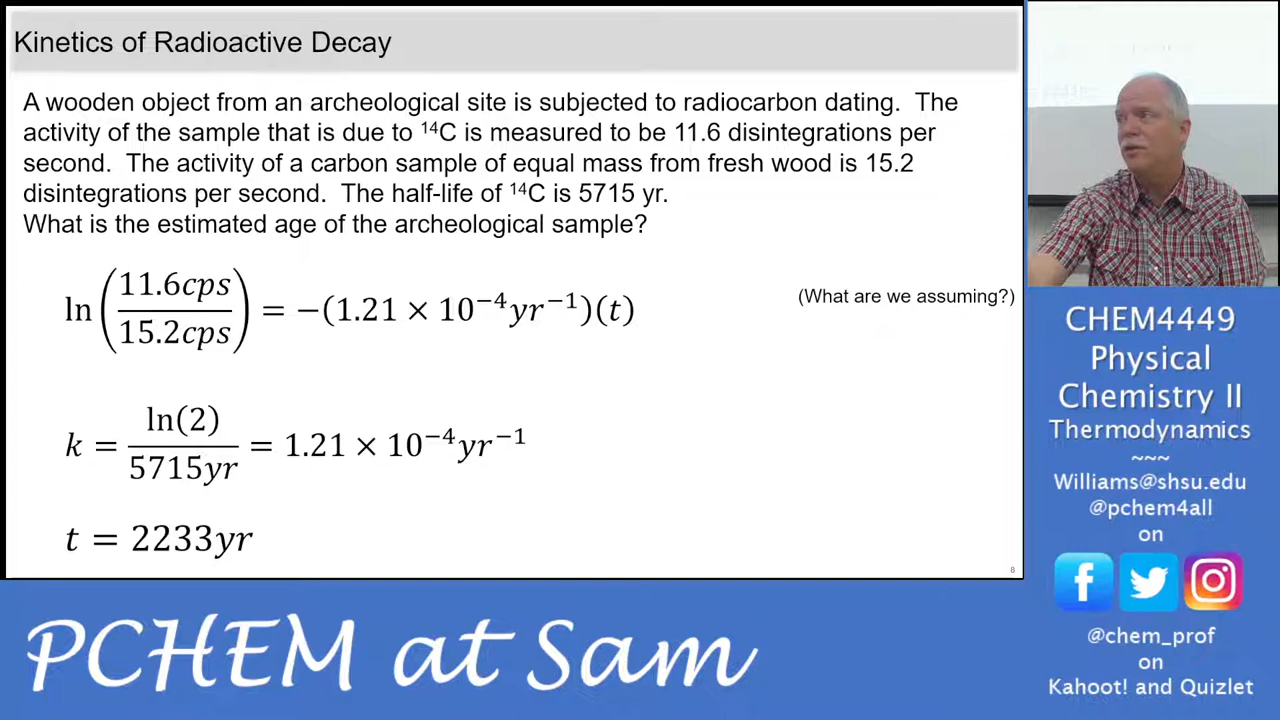 Kinetics of Radioactive Decay
A wooden object from an archeological site is subjected to radiocarbon dating. The
activity of the sample that is due to ¹⁴C is measured to be 11.6 disintegrations per
second. The activity of a carbon sample of equal mass from fresh wood is 15.2
disintegrations per second. The half-life of ¹⁴C is 5715 yr.
What is the estimated age of the archeological sample?
ln(11.6cps/15.2cps) = −(1.21 × 10⁻⁴yr⁻¹)(t)
(What are we assuming?)
k = ln(2)/5715yr = 1.21 × 10⁻⁴yr⁻¹
t = 2233yr
8
CHEM4449
Physical
Chemistry II
Thermodynamics
~~~
Williams@shsu.edu
@pchem4all
on
@chem_prof
on
Kahoot! and Quizlet
PCHEM at Sam